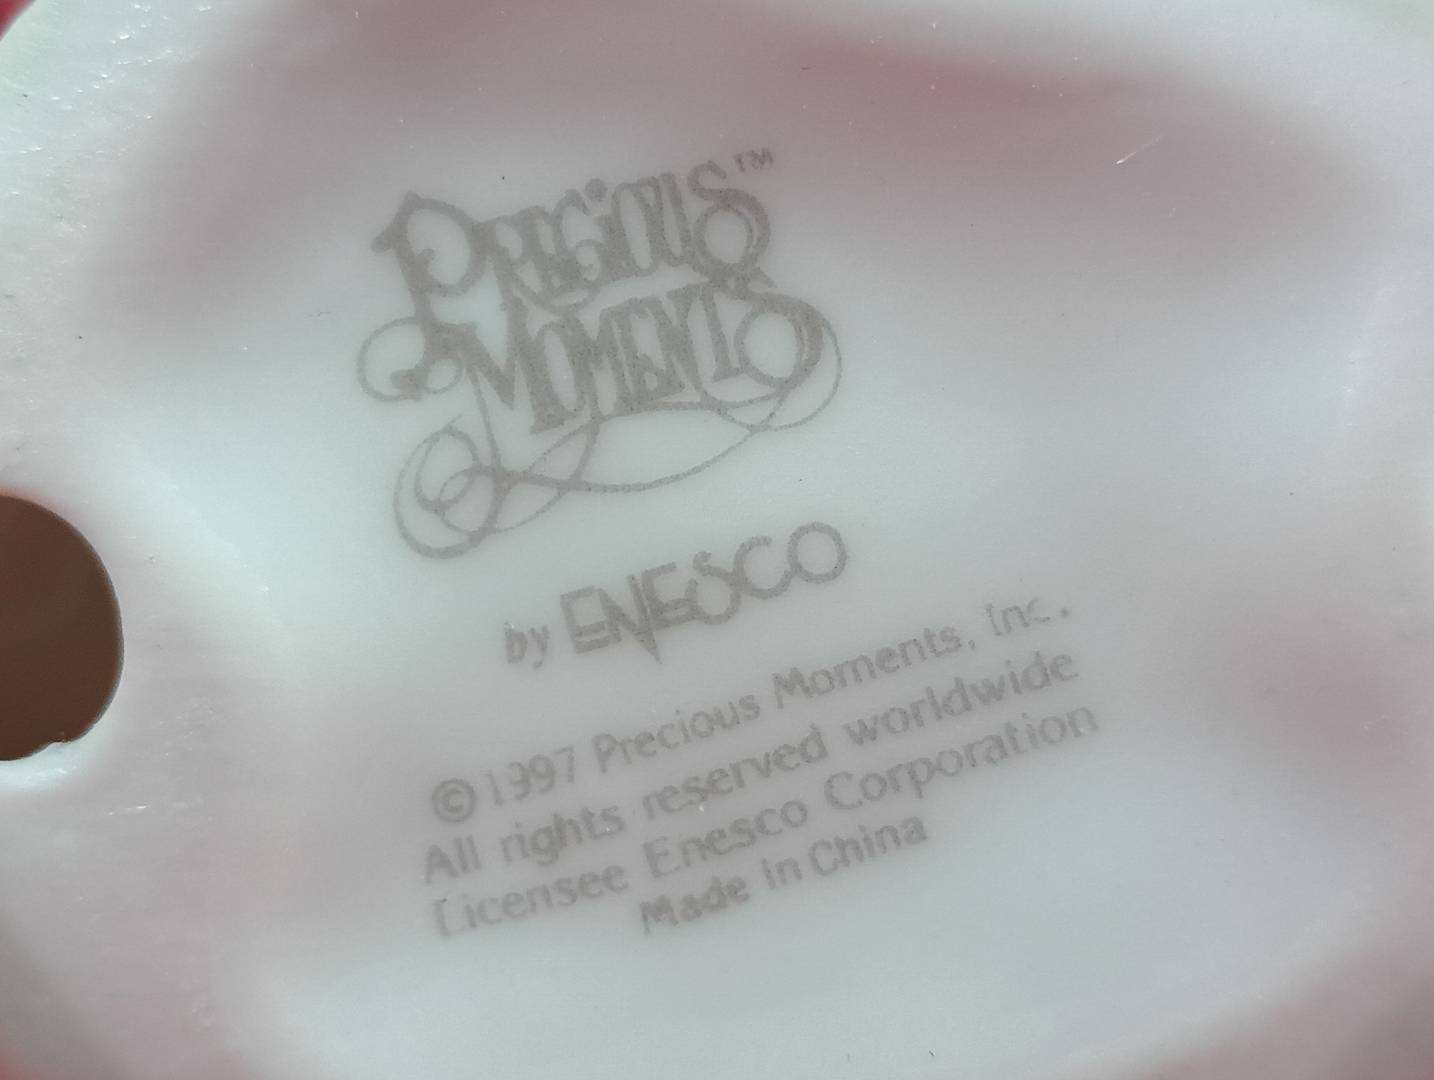 PRECIOUS™
MOMENTS
by ENESCO
©1997 Precious Moments, Inc.
All rights reserved worldwide
Licensee Enesco Corporation
Made in China